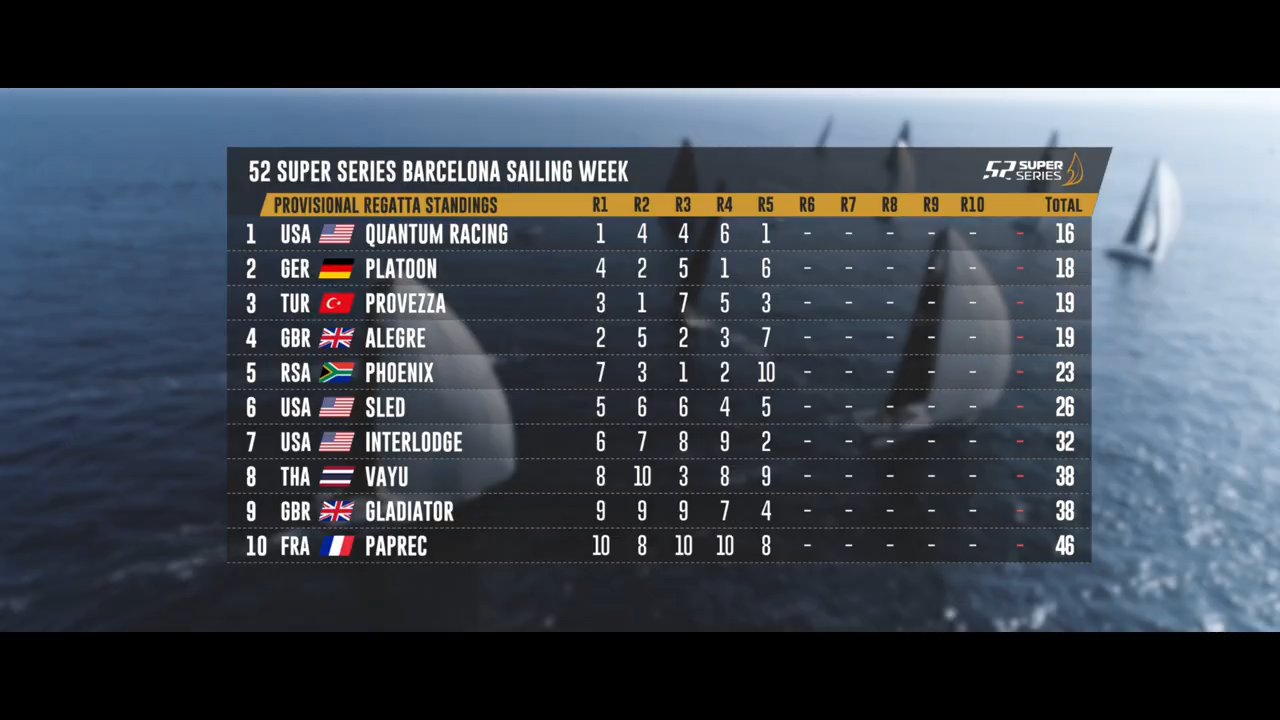 52 SUPER SERIES BARCELONA SAILING WEEK
52 SUPER SERIES
PROVISIONAL REGATTA STANDINGS R1 R2 R3 R4 R5 R6 R7 R8 R9 R10 TOTAL
1 USA QUANTUM RACING 1 4 4 6 1 - - - - - - 16
2 GER PLATOON 4 2 5 1 6 - - - - - - 18
3 TUR PROVEZZA 3 1 7 5 3 - - - - - - 19
4 GBR ALEGRE 2 5 2 3 7 - - - - - - 19
5 RSA PHOENIX 7 3 1 2 10 - - - - - - 23
6 USA SLED 5 6 6 4 5 - - - - - - 26
7 USA INTERLODGE 6 7 8 9 2 - - - - - - 32
8 THA VAYU 8 10 3 8 9 - - - - - - 38
9 GBR GLADIATOR 9 9 9 7 4 - - - - - - 38
10 FRA PAPREC 10 8 10 10 8 - - - - - - 46